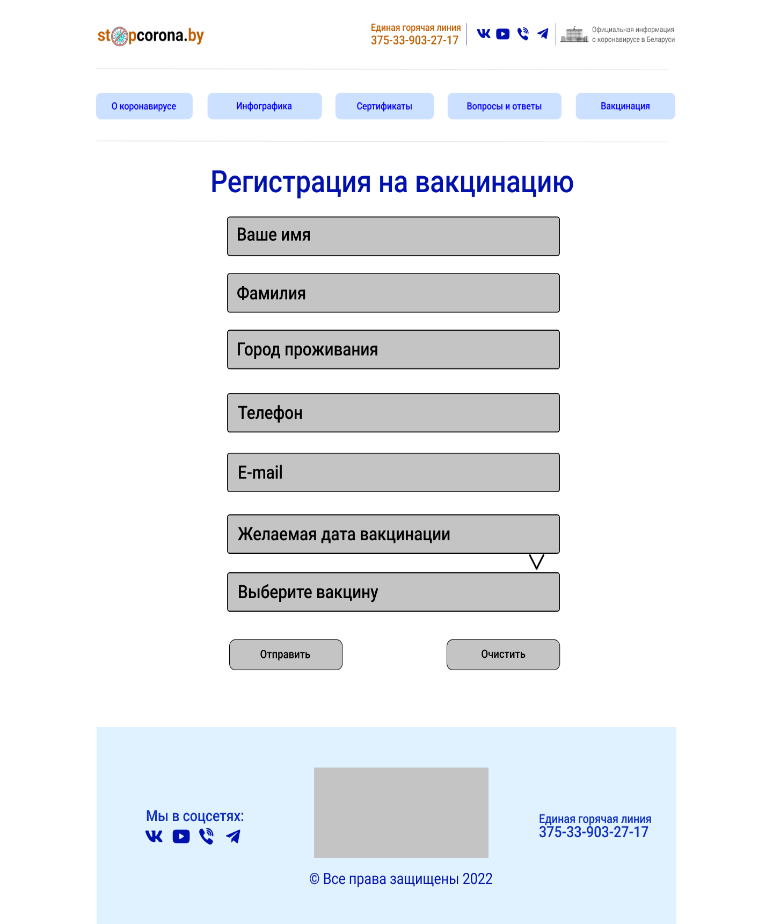 stopcorona.by
Единая горячая линия
375-33-903-27-17
Официальная информация
о коронавирусе в Беларуси
О коронавирусе
Инфографика
Сертификаты
Вопросы и ответы
Вакцинация
Регистрация на вакцинацию
Ваше имя
Фамилия
Город проживания
Телефон
E-mail
Желаемая дата вакцинации
Выберите вакцину
Отправить
Очистить
Мы в соцсетях:
Единая горячая линия
375-33-903-27-17
© Все права защищены 2022